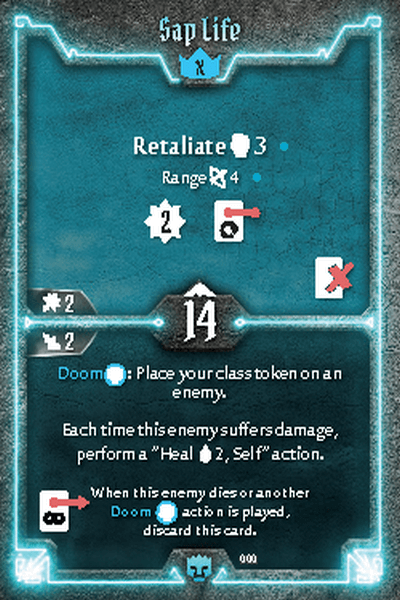 Sap Life
X
Retaliate 3
Range 4
2
2
14
2
Doom : Place your class token on an
enemy.
Each time this enemy suffers damage,
perform a “Heal 2, Self” action.
When this enemy dies or another
Doom action is played,
discard this card.
000